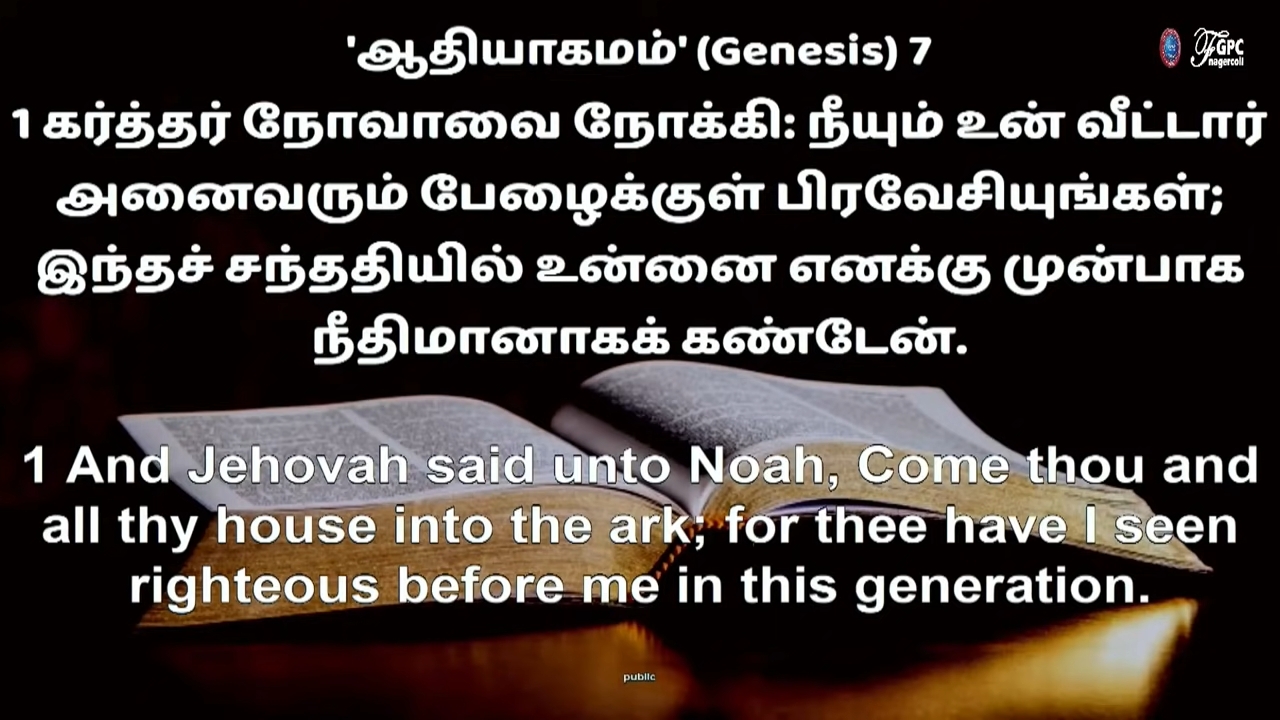 'ஆதியாகமம்' (Genesis) 7
FGPC
nagercoil
1 கர்த்தர் நோவாவை நோக்கி: நீயும் உன் வீட்டார்
அனைவரும் பேழைக்குள் பிரவேசியுங்கள்;
இந்தச் சந்ததியில் உன்னை எனக்கு முன்பாக
நீதிமானாகக் கண்டேன்.
1 And Jehovah said unto Noah, Come thou and
all thy house into the ark; for thee have I seen
righteous before me in this generation.
public